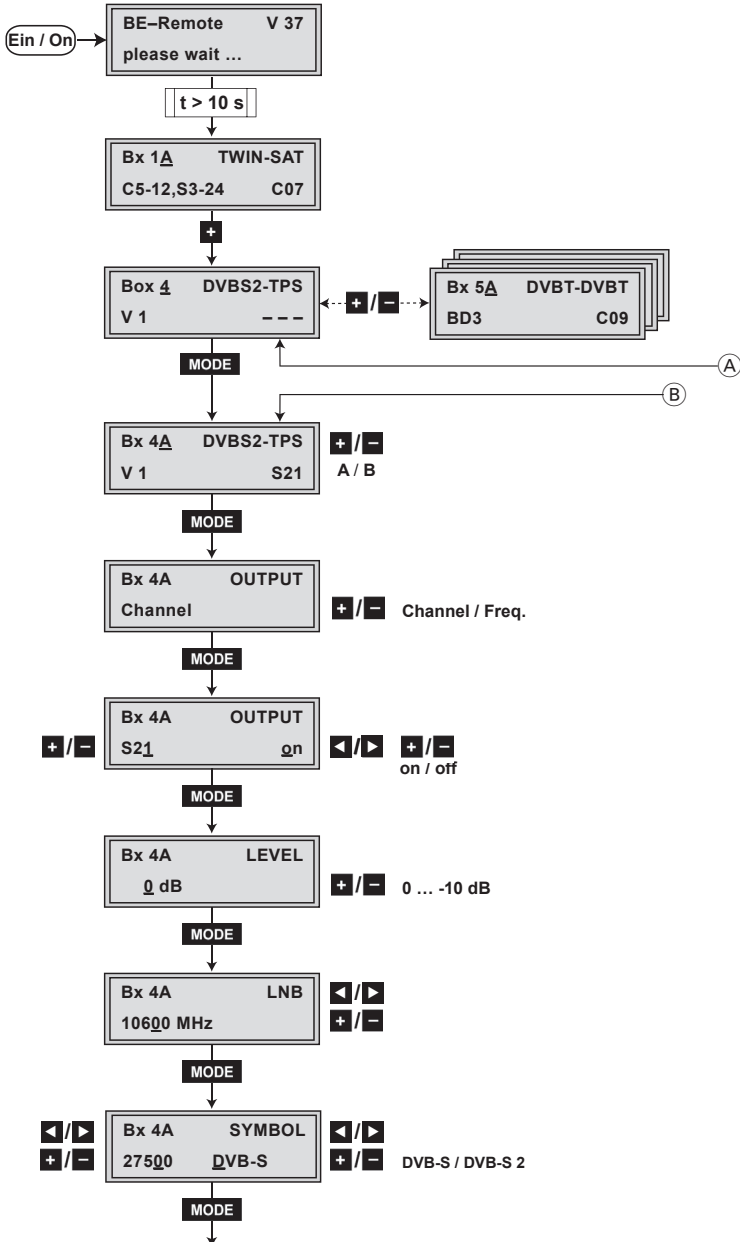 Ein / On
BE–Remote V 37
please wait …
t > 10 s
Bx 1A TWIN-SAT
C5-12,S3-24 C07
+
Box 4 DVBS2-TPS
V 1 – – –
+ / –
Bx 5A DVBT-DVBT
BD3 C09
MODE
A
B
Bx 4A DVBS2-TPS
V 1 S21
+ / –
A / B
MODE
Bx 4A OUTPUT
Channel
+ / – Channel / Freq.
MODE
Bx 4A OUTPUT
S21 on
+ / –
◄ / ► + / –
on / off
MODE
Bx 4A LEVEL
0 dB
+ / – 0 … -10 dB
MODE
Bx 4A LNB
10600 MHz
◄ / ►
+ / –
MODE
◄ / ►
+ / –
Bx 4A SYMBOL
27500 DVB-S
◄ / ►
+ / – DVB-S / DVB-S 2
MODE